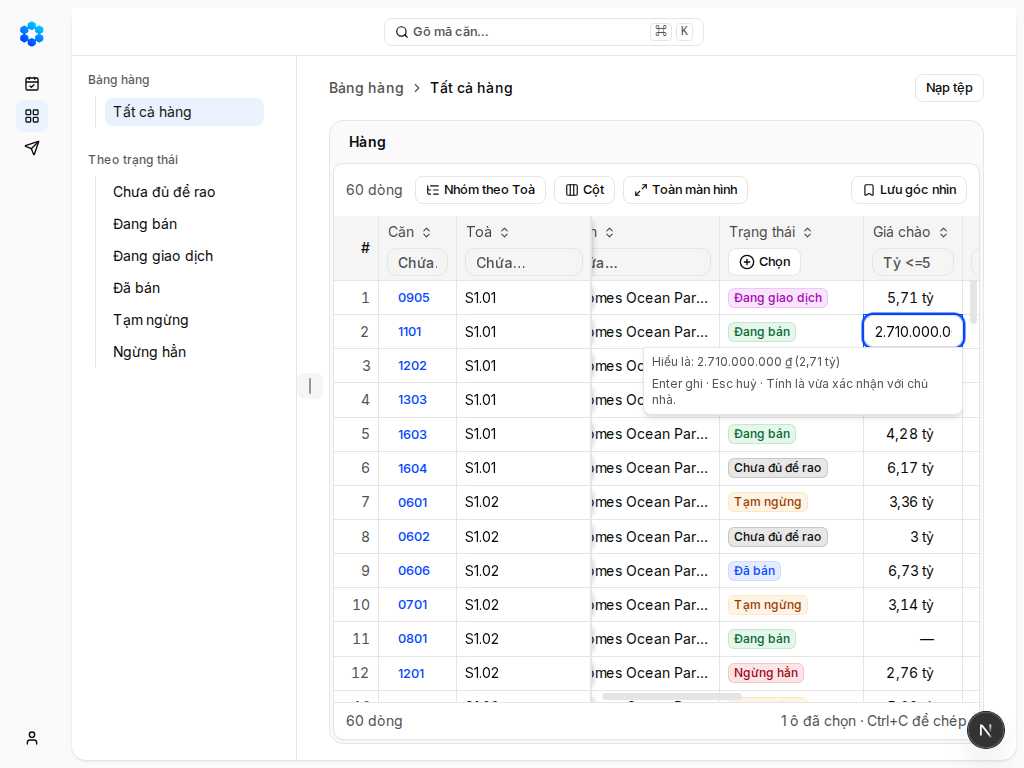 Gõ mã căn...
⌘ K
Bảng hàng
Tất cả hàng
Theo trạng thái
Chưa đủ để rao
Đang bán
Đang giao dịch
Đã bán
Tạm ngừng
Ngừng hẳn
Bảng hàng > Tất cả hàng
Nạp tệp
Hàng
60 dòng
Nhóm theo Toà
Cột
Toàn màn hình
Lưu góc nhìn
# Căn Toà Trạng thái Giá chào
Chứa. Chứa... ứa... Chọn Tỷ <=5
1 0905 S1.01 omes Ocean Par... Đang giao dịch 5,71 tỷ
2 1101 S1.01 omes Ocean Par... Đang bán 2.710.000.0
3 1202 S1.01
Hiểu là: 2.710.000.000 ₫ (2,71 tỷ)
4 1303 S1.01
Enter ghi · Esc huỷ · Tính là vừa xác nhận với chủ
nhà.
5 1603 S1.01 omes Ocean Par... Đang bán 4,28 tỷ
6 1604 S1.01 omes Ocean Par... Chưa đủ để rao 6,17 tỷ
7 0601 S1.02 omes Ocean Par... Tạm ngừng 3,36 tỷ
8 0602 S1.02 omes Ocean Par... Chưa đủ để rao 3 tỷ
9 0606 S1.02 omes Ocean Par... Đã bán 6,73 tỷ
10 0701 S1.02 omes Ocean Par... Tạm ngừng 3,14 tỷ
11 0801 S1.02 omes Ocean Par... Đang bán —
12 1201 S1.02 omes Ocean Par... Ngừng hẳn 2,76 tỷ
60 dòng
1 ô đã chọn · Ctrl+C để chép
N